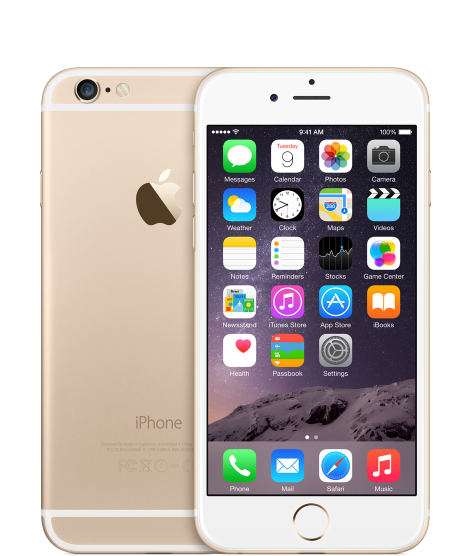 9:41 AM
100%
Tuesday
9
Messages
Calendar
Photos
Camera
280
Weather
Clock
Maps
Videos
Notes
Reminders
Stocks
Game Center
Newsstand
iTunes Store
App Store
iBooks
Health
Passbook
Settings
iPhone
Phone
Mail
Safari
Music